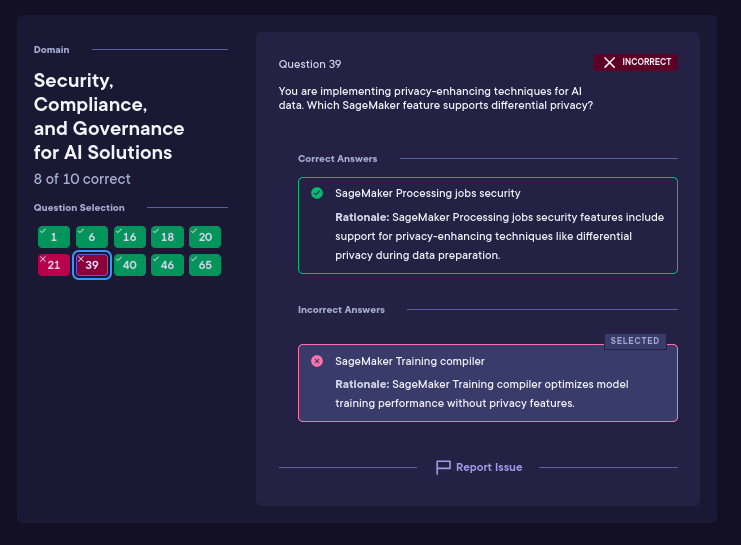 Domain
Security,
Compliance,
and Governance
for AI Solutions
8 of 10 correct
Question Selection
1 6 16 18 20
21 39 40 46 65
Question 39
INCORRECT
You are implementing privacy-enhancing techniques for AI
data. Which SageMaker feature supports differential privacy?
Correct Answers
SageMaker Processing jobs security
Rationale: SageMaker Processing jobs security features include
support for privacy-enhancing techniques like differential
privacy during data preparation.
Incorrect Answers
SELECTED
SageMaker Training compiler
Rationale: SageMaker Training compiler optimizes model
training performance without privacy features.
Report Issue